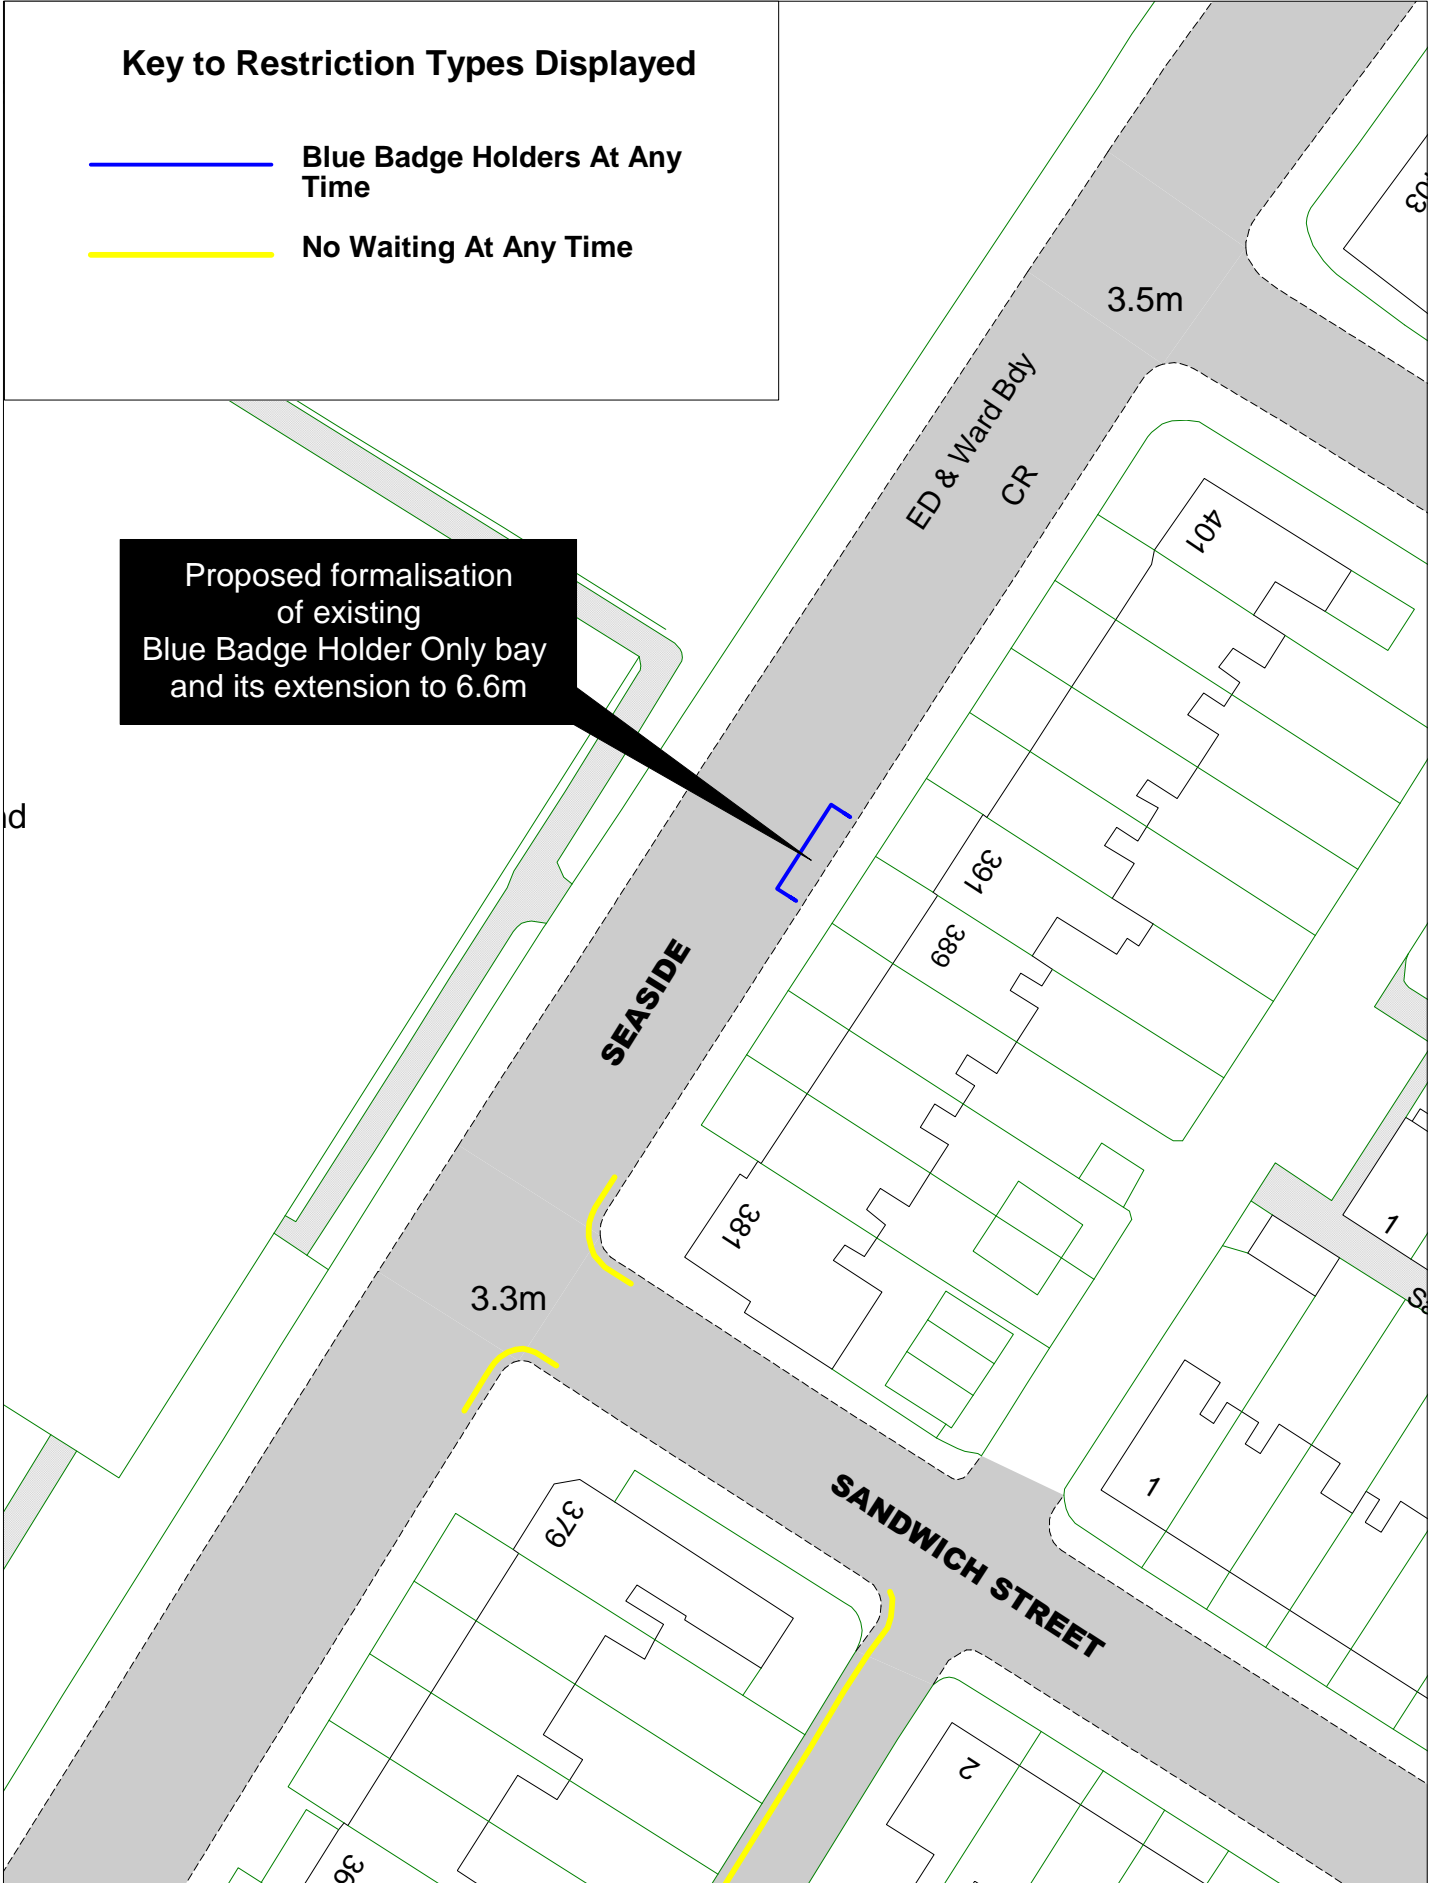 Key to Restriction Types Displayed
Blue Badge Holders At Any
Time
No Waiting At Any Time
3.5m
ED & Ward Bdy
CR
401
Proposed formalisation
of existing
Blue Badge Holder Only bay
and its extension to 6.6m
391
389
SEASIDE
381
1
3.3m
1
SANDWICH STREET
379
2